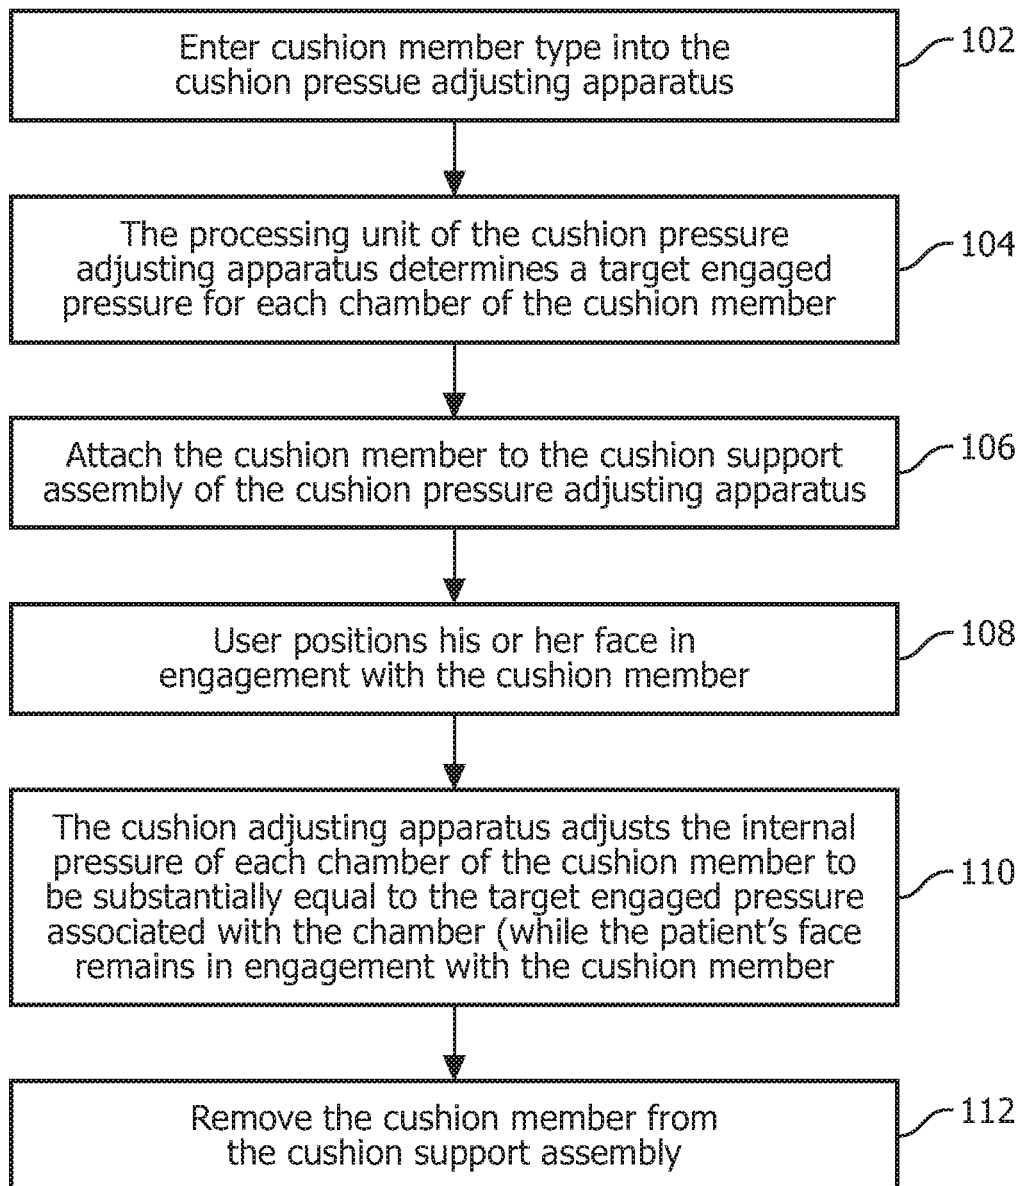 Enter cushion member type into the
cushion pressue adjusting apparatus
102
The processing unit of the cushion pressure
adjusting apparatus determines a target engaged
pressure for each chamber of the cushion member
104
Attach the cushion member to the cushion support
assembly of the cushion pressure adjusting apparatus
106
User positions his or her face in
engagement with the cushion member
108
The cushion adjusting apparatus adjusts the internal
pressure of each chamber of the cushion member to
be substantially equal to the target engaged pressure
associated with the chamber (while the patient's face
remains in engagement with the cushion member
110
Remove the cushion member from
the cushion support assembly
112